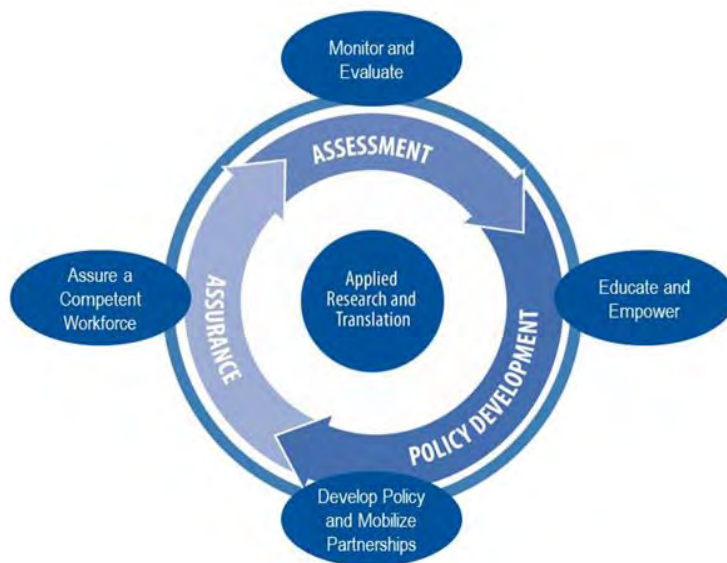 Monitor and
Evaluate
ASSESSMENT
Assure a
Competent
Workforce
ASSURANCE
Applied
Research and
Translation
Educate and
Empower
POLICY DEVELOPMENT
Develop Policy
and Mobilize
Partnerships